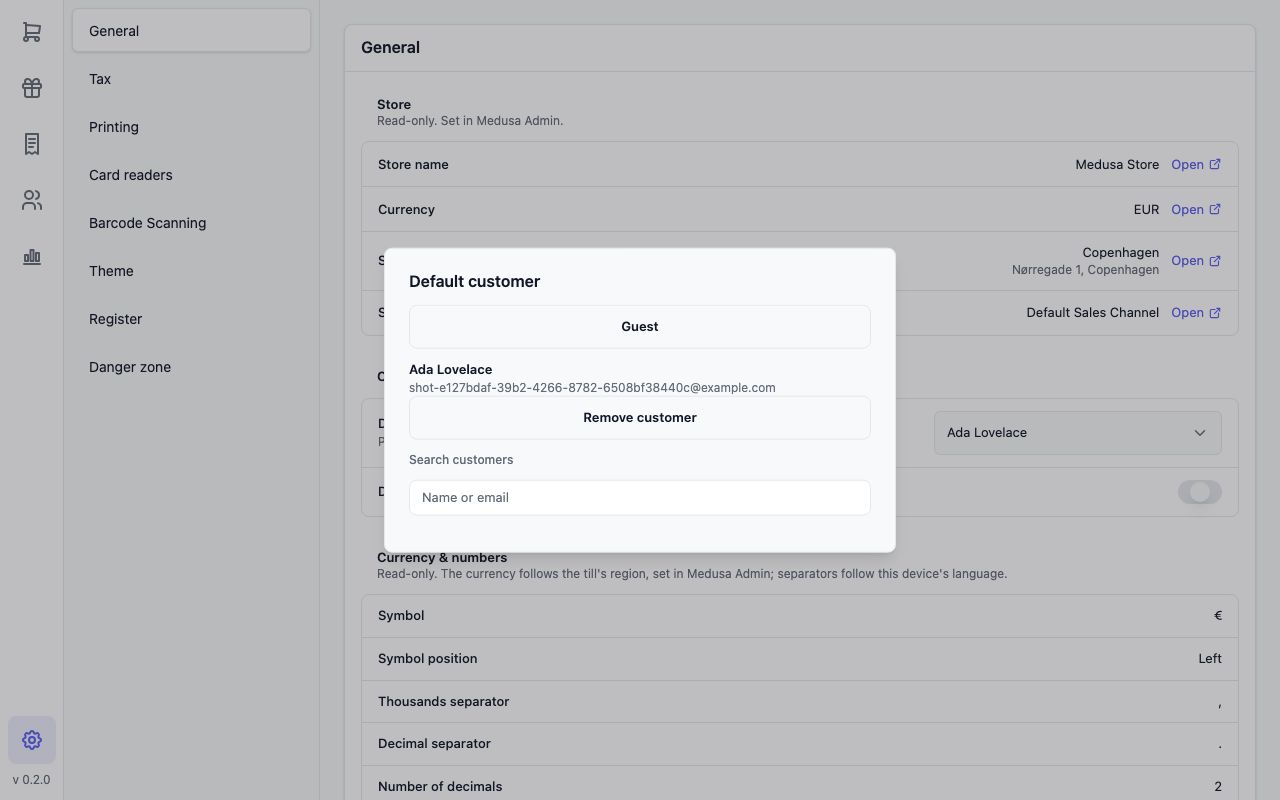 General
Tax
Printing
Card readers
Barcode Scanning
Theme
Register
Danger zone
v 0.2.0
General
Store
Read-only. Set in Medusa Admin.
Store name
Medusa Store
Open
Currency
EUR
Open
Copenhagen
Nørregade 1, Copenhagen
Open
Default Sales Channel
Open
Default customer
Guest
Ada Lovelace
shot-e127bdaf-39b2-4266-8782-6508bf38440c@example.com
Remove customer
Search customers
Name or email
Ada Lovelace
Currency & numbers
Read-only. The currency follows the till's region, set in Medusa Admin; separators follow this device's language.
Symbol
€
Symbol position
Left
Thousands separator
,
Decimal separator
.
Number of decimals
2